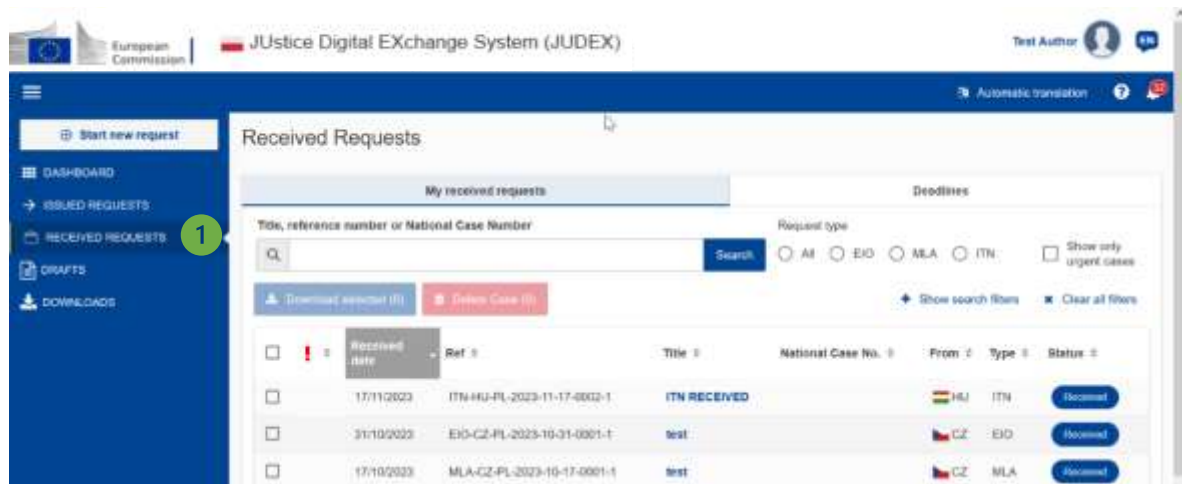 European
Commission
JUstice Digital EXchange System (JUDEX)
Test Author
EN
Automatic translation
Start new request
Received Requests
DASHBOARD
ISSUED REQUESTS
RECEIVED REQUESTS
1
DRAFTS
DOWNLOADS
My received requests
Deadlines
Title, reference number or National Case Number
Search
Request type
All EIO MLA ITN
Show only
urgent cases
Download selected (0)
Delete Case (0)
Show search filters
Clear all filters
! Received date Ref Title National Case No. From Type Status
17/11/2023 ITN-HU-PL-2023-11-17-0002-1 ITN RECEIVED HU ITN Received
31/10/2023 EIO-CZ-PL-2023-10-31-0001-1 test CZ EIO Received
17/10/2023 MLA-CZ-PL-2023-10-17-0001-1 test CZ MLA Received